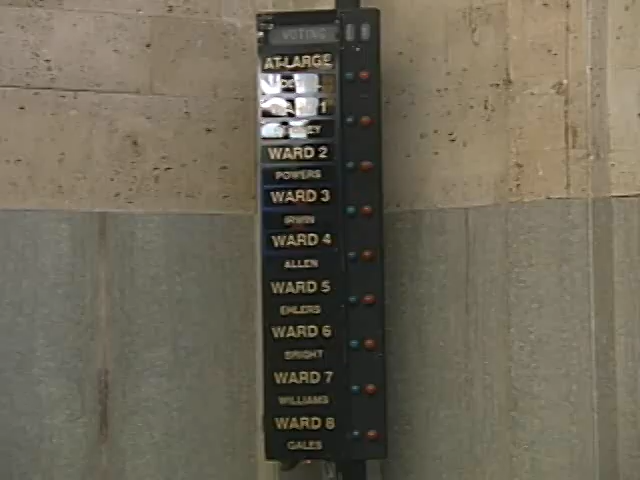 VOTING
AT-LARGE
WARD 2
POWERS
WARD 3
IRWIN
WARD 4
ALLEN
WARD 5
EHLERS
WARD 6
BRIGHT
WARD 7
WILLIAMS
WARD 8
GALES